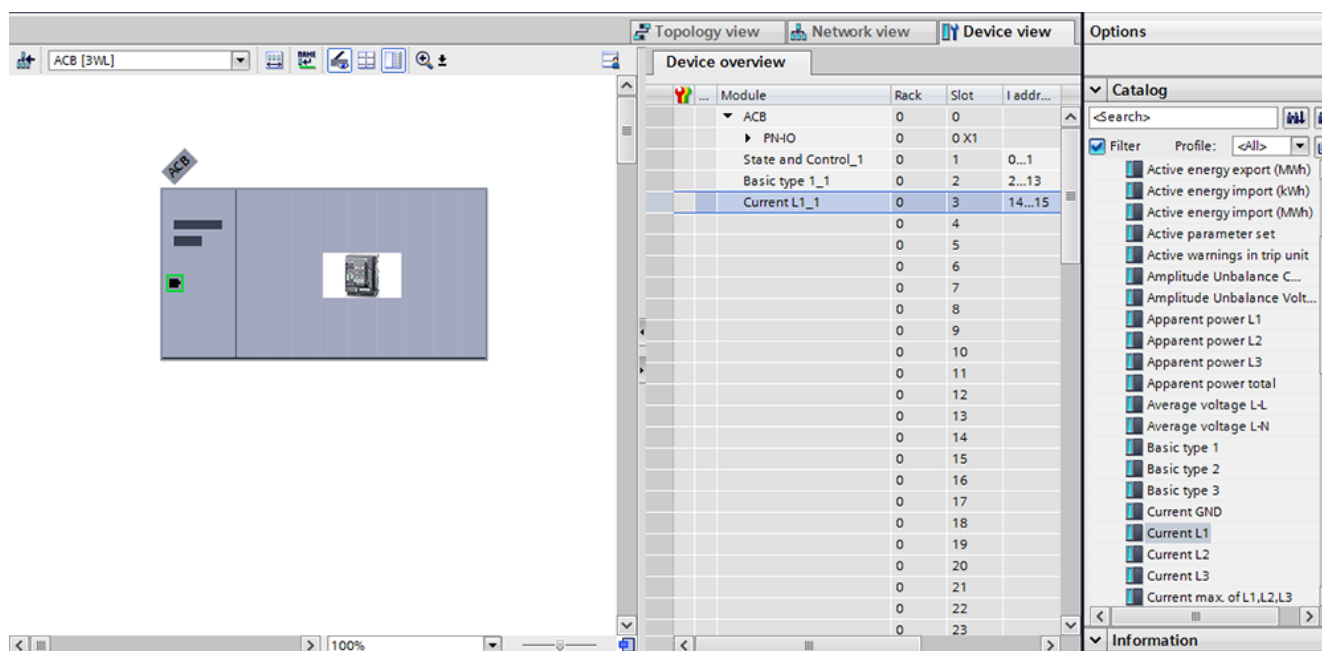 Topology view Network view Device view Options
ACB [3WL]
Device overview
... Module Rack Slot I addr...
ACB 0 0
PN-IO 0 0 X1
State and Control_1 0 1 0...1
Basic type 1_1 0 2 2...13
Current L1_1 0 3 14...15
0 4
0 5
0 6
0 7
0 8
0 9
0 10
0 11
0 12
0 13
0 14
0 15
0 16
0 17
0 18
0 19
0 20
0 21
0 22
0 23
ACB
100%
Catalog
<Search>
Filter Profile: <All>
Active energy export (MWh)
Active energy import (kWh)
Active energy import (MWh)
Active parameter set
Active warnings in trip unit
Amplitude Unbalance C...
Amplitude Unbalance Volt...
Apparent power L1
Apparent power L2
Apparent power L3
Apparent power total
Average voltage L-L
Average voltage L-N
Basic type 1
Basic type 2
Basic type 3
Current GND
Current L1
Current L2
Current L3
Current max. of L1,L2,L3
Information